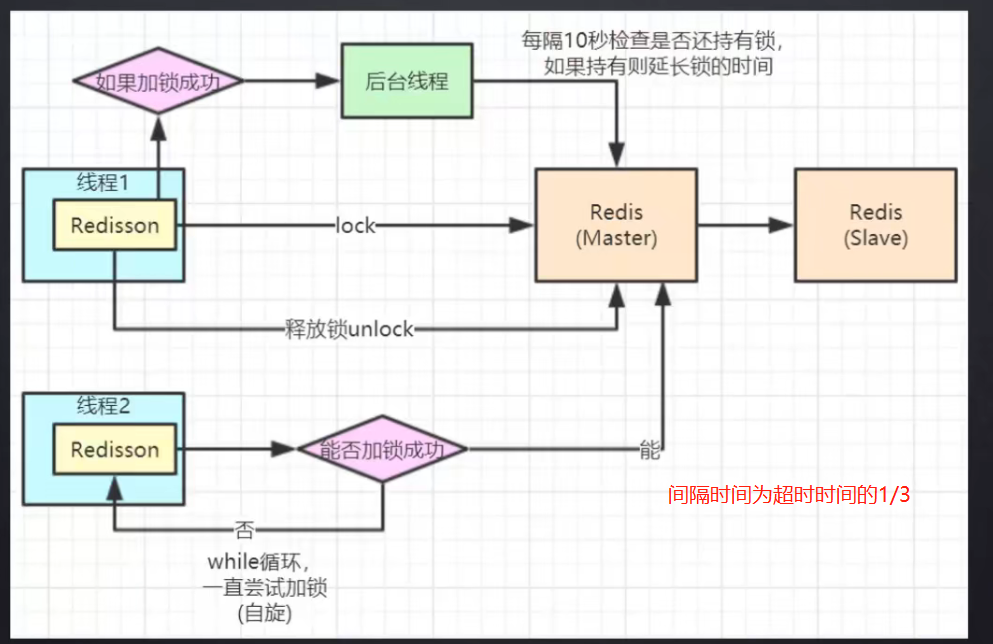 每隔10秒检查是否还持有锁，
如果持有则延长锁的时间
如果加锁成功
后台线程
线程1
Redisson
lock
Redis
(Master)
Redis
(Slave)
释放锁unlock
线程2
Redisson
能否加锁成功
能
间隔时间为超时时间的1/3
否
while循环，
一直尝试加锁
(自旋)